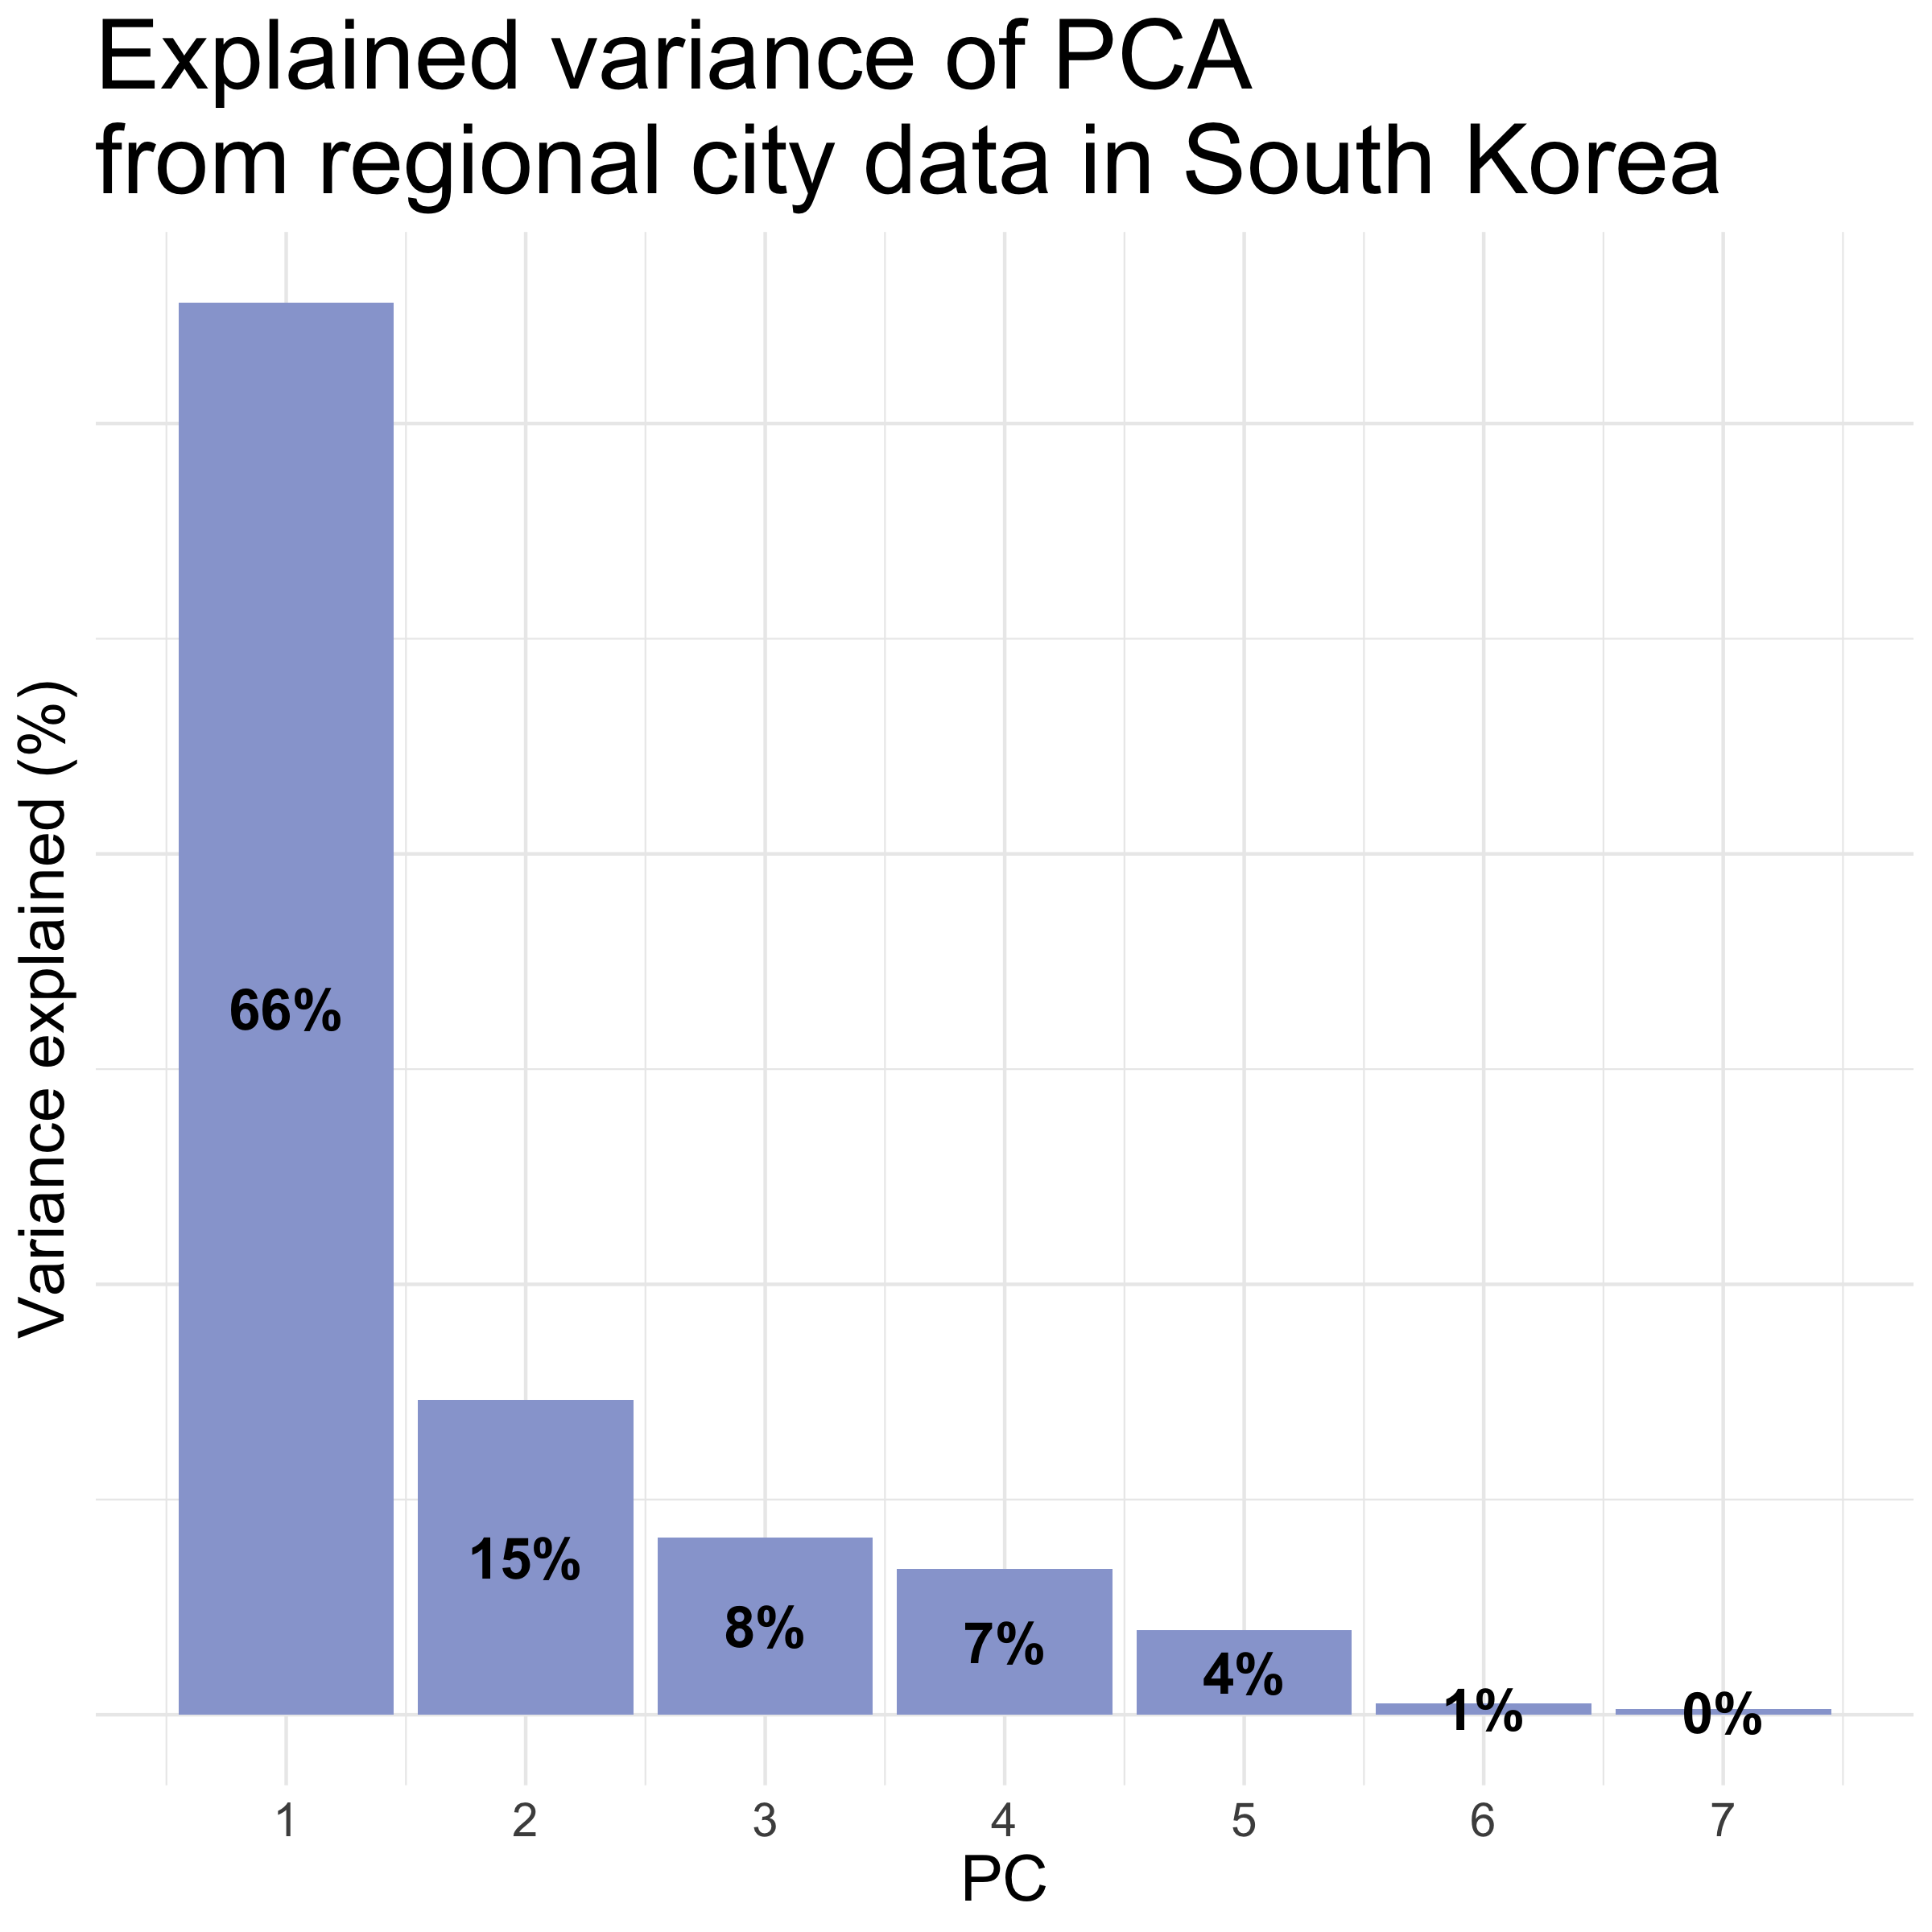 Explained variance of PCA
from regional city data in South Korea
Variance explained (%)
66%
15%
8%
7%
4%
1%
0%
1 2 3 4 5 6 7
PC